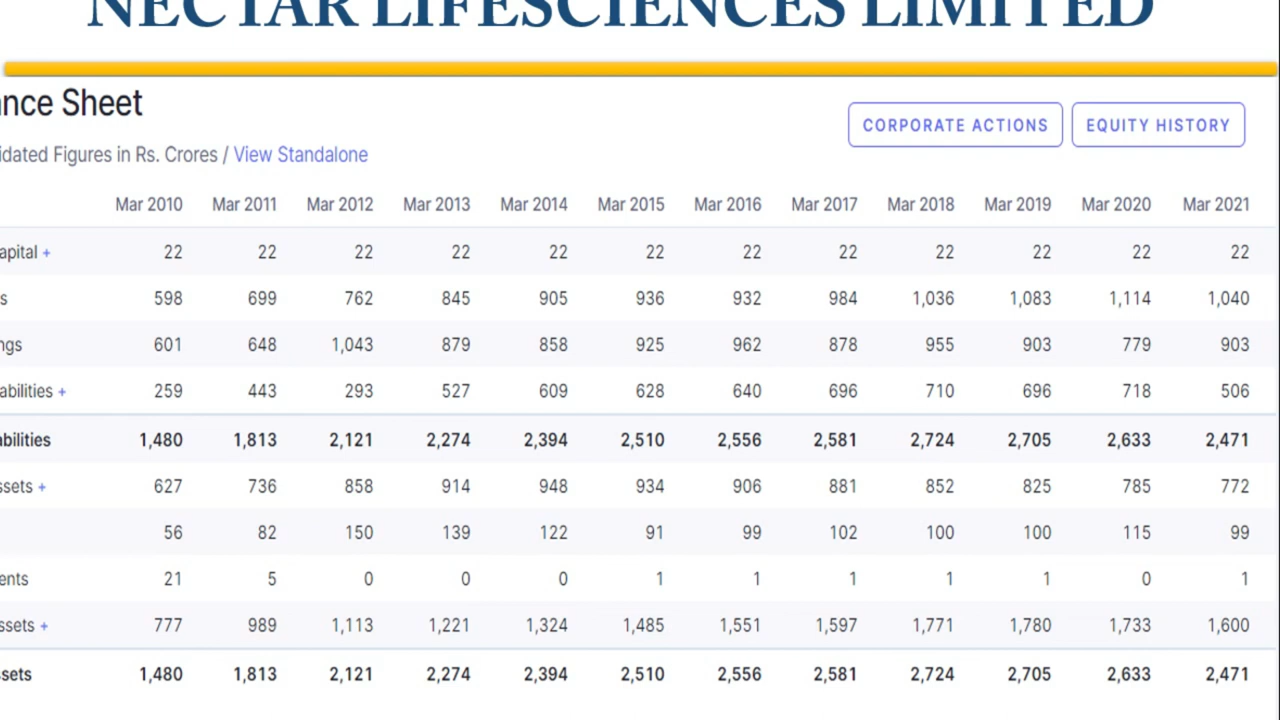 NECTAR LIFESCIENCES LIMITED
nce Sheet
CORPORATE ACTIONS
EQUITY HISTORY
idated Figures in Rs. Crores / View Standalone
Mar 2010 Mar 2011 Mar 2012 Mar 2013 Mar 2014 Mar 2015 Mar 2016 Mar 2017 Mar 2018 Mar 2019 Mar 2020 Mar 2021
apital + 22 22 22 22 22 22 22 22 22 22 22 22
s 598 699 762 845 905 936 932 984 1,036 1,083 1,114 1,040
ngs 601 648 1,043 879 858 925 962 878 955 903 779 903
abilities + 259 443 293 527 609 628 640 696 710 696 718 506
abilities 1,480 1,813 2,121 2,274 2,394 2,510 2,556 2,581 2,724 2,705 2,633 2,471
ssets + 627 736 858 914 948 934 906 881 852 825 785 772
56 82 150 139 122 91 99 102 100 100 115 99
ents 21 5 0 0 0 1 1 1 1 1 0 1
ssets + 777 989 1,113 1,221 1,324 1,485 1,551 1,597 1,771 1,780 1,733 1,600
ssets 1,480 1,813 2,121 2,274 2,394 2,510 2,556 2,581 2,724 2,705 2,633 2,471